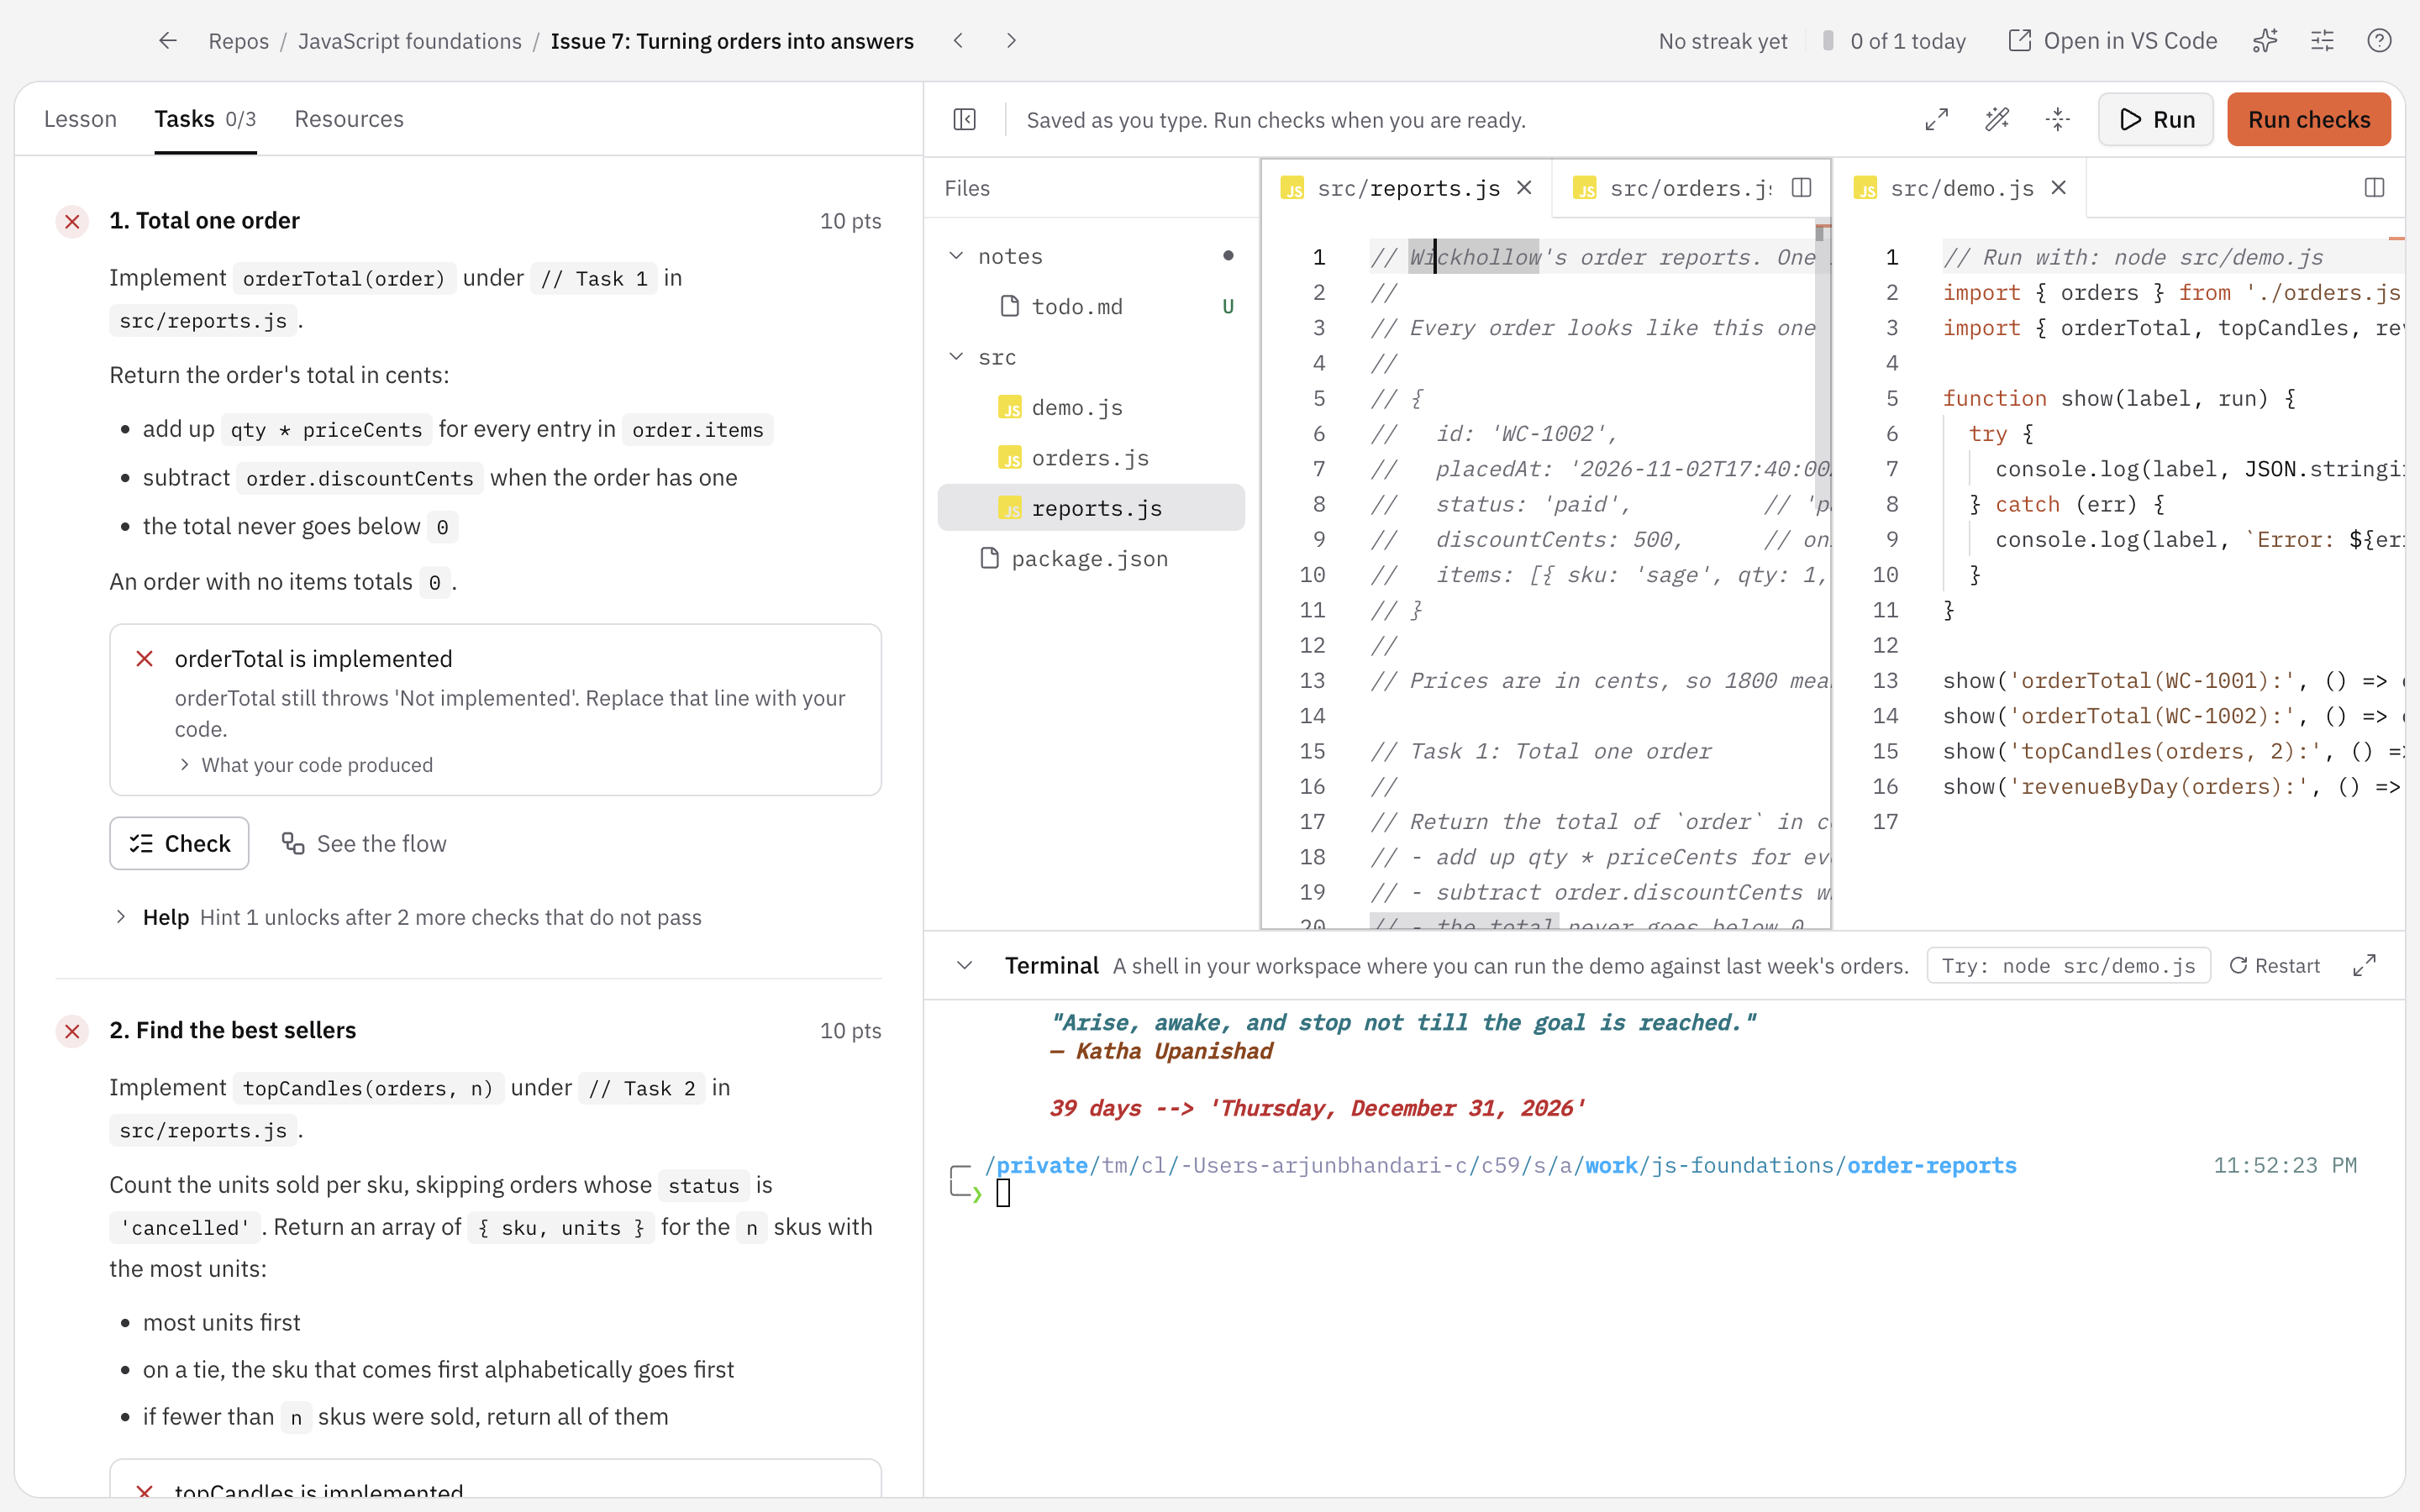 Repos / JavaScript foundations / Issue 7: Turning orders into answers
No streak yet
0 of 1 today
Open in VS Code
Lesson
Tasks 0/3
Resources
1. Total one order
10 pts
Implement orderTotal(order) under // Task 1 in
src/reports.js.
Return the order's total in cents:
• add up qty * priceCents for every entry in order.items
• subtract order.discountCents when the order has one
• the total never goes below 0
An order with no items totals 0.
orderTotal is implemented
orderTotal still throws 'Not implemented'. Replace that line with your
code.
What your code produced
Check
See the flow
Help Hint 1 unlocks after 2 more checks that do not pass
2. Find the best sellers
10 pts
Implement topCandles(orders, n) under // Task 2 in
src/reports.js.
Count the units sold per sku, skipping orders whose status is
'cancelled'. Return an array of { sku, units } for the n skus with
the most units:
• most units first
• on a tie, the sku that comes first alphabetically goes first
• if fewer than n skus were sold, return all of them
topCandles is implemented
Saved as you type. Run checks when you are ready.
Run
Run checks
Files
notes
todo.md U
src
JS demo.js
JS orders.js
JS reports.js
package.json
JS src/reports.js
JS src/orders.j
1 // Wickhollow's order reports. One
2 //
3 // Every order looks like this one
4 //
5 // {
6 //   id: 'WC-1002',
7 //   placedAt: '2026-11-02T17:40:00
8 //   status: 'paid',          // 'p
9 //   discountCents: 500,      // on
10 //   items: [{ sku: 'sage', qty: 1,
11 // }
12 //
13 // Prices are in cents, so 1800 mea
14
15 // Task 1: Total one order
16 //
17 // Return the total of `order` in c
18 // - add up qty * priceCents for ev
19 // - subtract order.discountCents w
20 // - the total never goes below 0
JS src/demo.js
1 // Run with: node src/demo.js
2 import { orders } from './orders.js
3 import { orderTotal, topCandles, re
4
5 function show(label, run) {
6   try {
7     console.log(label, JSON.stringi
8   } catch (err) {
9     console.log(label, `Error: ${er
10   }
11 }
12
13 show('orderTotal(WC-1001):', () =>
14 show('orderTotal(WC-1002):', () =>
15 show('topCandles(orders, 2):', () =
16 show('revenueByDay(orders):', () =>
17
Terminal A shell in your workspace where you can run the demo against last week's orders.
Try: node src/demo.js
Restart
"Arise, awake, and stop not till the goal is reached."
— Katha Upanishad
39 days --> 'Thursday, December 31, 2026'
/private/tm/cl/-Users-arjunbhandari-c/c59/s/a/work/js-foundations/order-reports
11:52:23 PM
❯